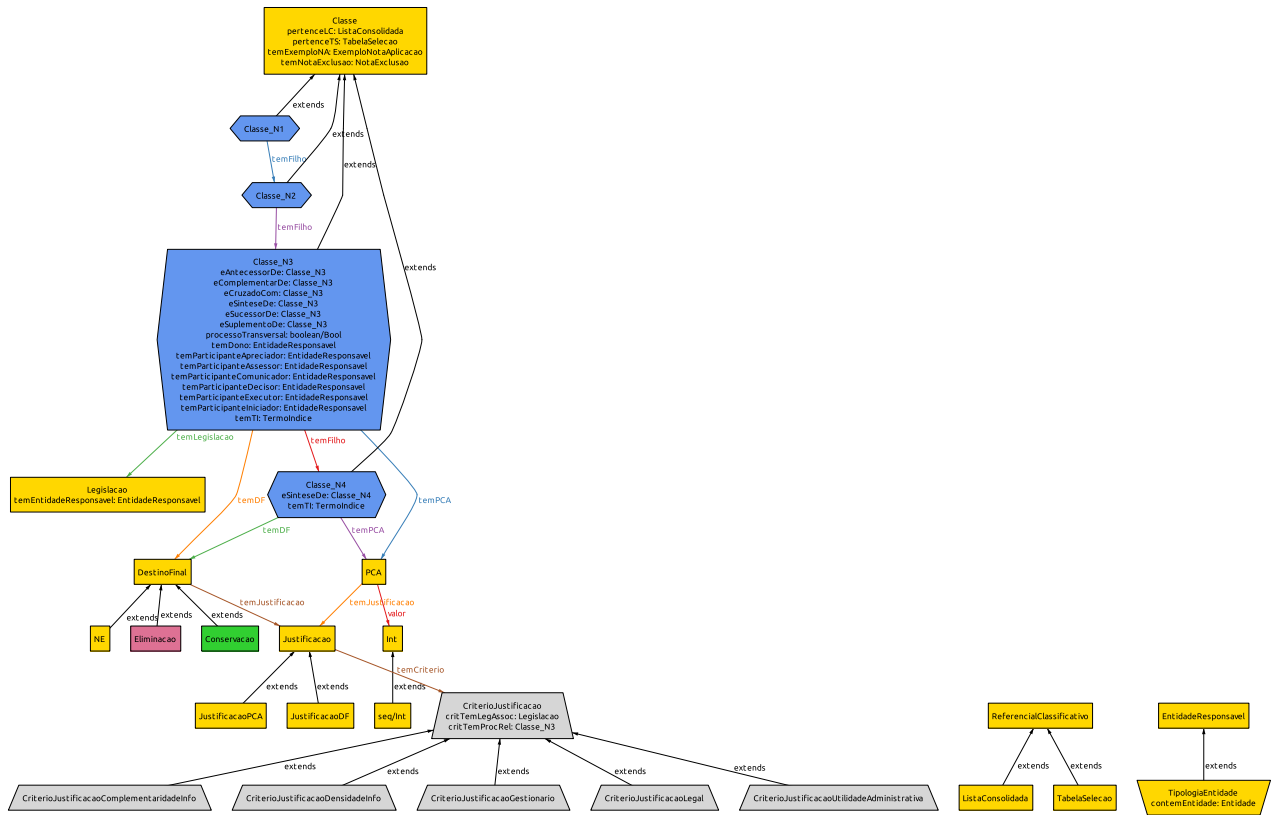 Classe
pertenceLC: ListaConsolidada
pertenceTS: TabelaSelecao
temExemploNA: ExemploNotaAplicacao
temNotaExclusao: NotaExclusao
extends
Classe_N1
extends
temFilho
extends
Classe_N2
temFilho
extends
Classe_N3
eAntecessorDe: Classe_N3
eComplementarDe: Classe_N3
eCruzadoCom: Classe_N3
eSinteseDe: Classe_N3
eSucessorDe: Classe_N3
eSuplementoDe: Classe_N3
processoTransversal: boolean/Bool
temDono: EntidadeResponsavel
temParticipanteApreciador: EntidadeResponsavel
temParticipanteAssessor: EntidadeResponsavel
temParticipanteComunicador: EntidadeResponsavel
temParticipanteDecisor: EntidadeResponsavel
temParticipanteExecutor: EntidadeResponsavel
temParticipanteIniciador: EntidadeResponsavel
temTI: TermoIndice
temLegislacao
temFilho
Legislacao
temEntidadeResponsavel: EntidadeResponsavel
Classe_N4
eSinteseDe: Classe_N4
temTI: TermoIndice
temDF
temPCA
temDF
temPCA
DestinoFinal
PCA
temJustificacao
temJustificacao
extends
extends
extends
valor
NE
Eliminacao
Conservacao
Justificacao
Int
temCriterio
extends
extends
extends
JustificacaoPCA
JustificacaoDF
seq/Int
CriterioJustificacao
critTemLegAssoc: Legislacao
critTemProcRel: Classe_N3
ReferencialClassificativo
EntidadeResponsavel
extends
extends
extends
extends
extends
extends
extends
extends
CriterioJustificacaoComplementaridadeInfo
CriterioJustificacaoDensidadeInfo
CriterioJustificacaoGestionario
CriterioJustificacaoLegal
CriterioJustificacaoUtilidadeAdministrativa
ListaConsolidada
TabelaSelecao
TipologiaEntidade
contemEntidade: Entidade